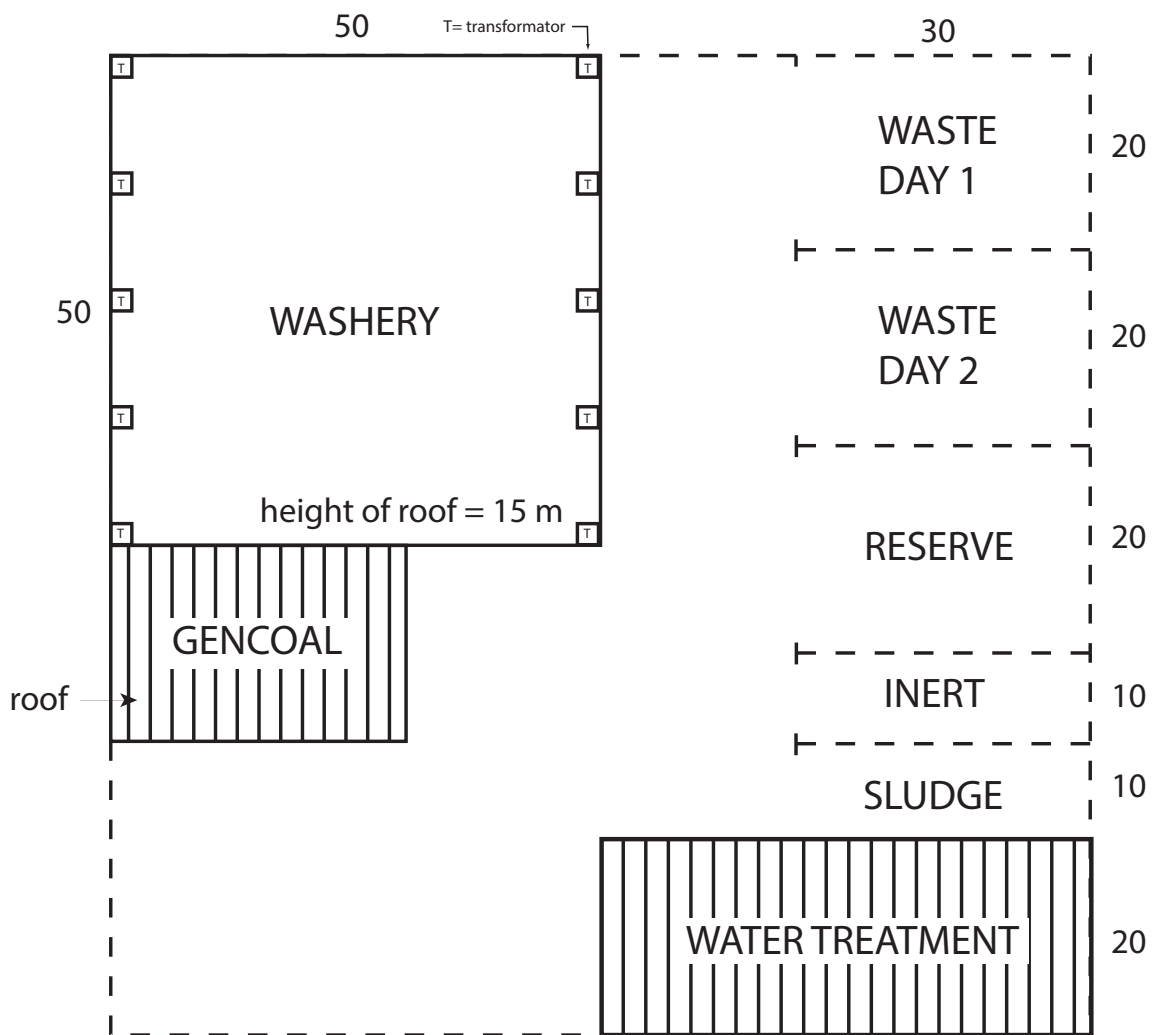 50
T= transformator
30
T
T
WASTE
DAY 1
20
T
T
50
T
T
WASHERY
WASTE
DAY 2
20
T
T
height of roof = 15 m
T
T
RESERVE
20
GENCOAL
roof
INERT
10
SLUDGE
10
WATER TREATMENT
20